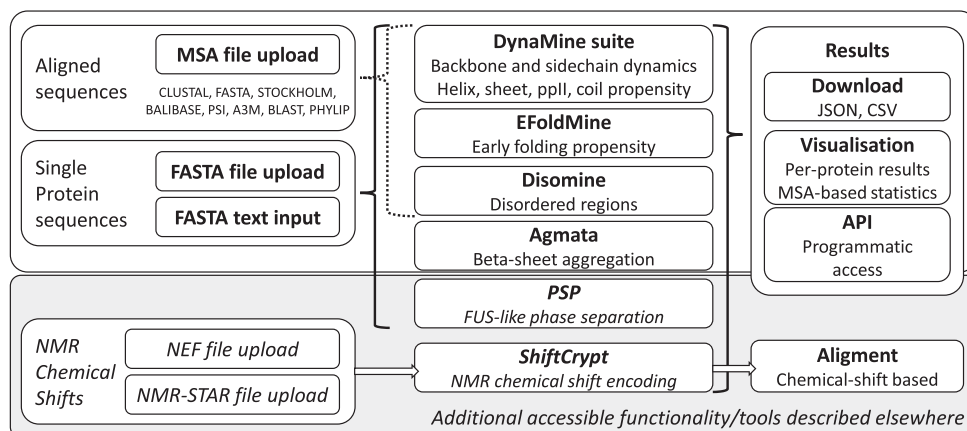 Aligned
sequences
MSA file upload
CLUSTAL, FASTA, STOCKHOLM,
BALIBASE, PSI, A3M, BLAST, PHYLIP
Single
Protein
sequences
FASTA file upload
FASTA text input
NMR
Chemical
Shifts
NEF file upload
NMR-STAR file upload
DynaMine suite
Backbone and sidechain dynamics
Helix, sheet, ppII, coil propensity
EFoldMine
Early folding propensity
Disomine
Disordered regions
Agmata
Beta-sheet aggregation
PSP
FUS-like phase separation
ShiftCrypt
NMR chemical shift encoding
Results
Download
JSON, CSV
Visualisation
Per-protein results
MSA-based statistics
API
Programmatic
access
Aligment
Chemical-shift based
Additional accessible functionality/tools described elsewhere